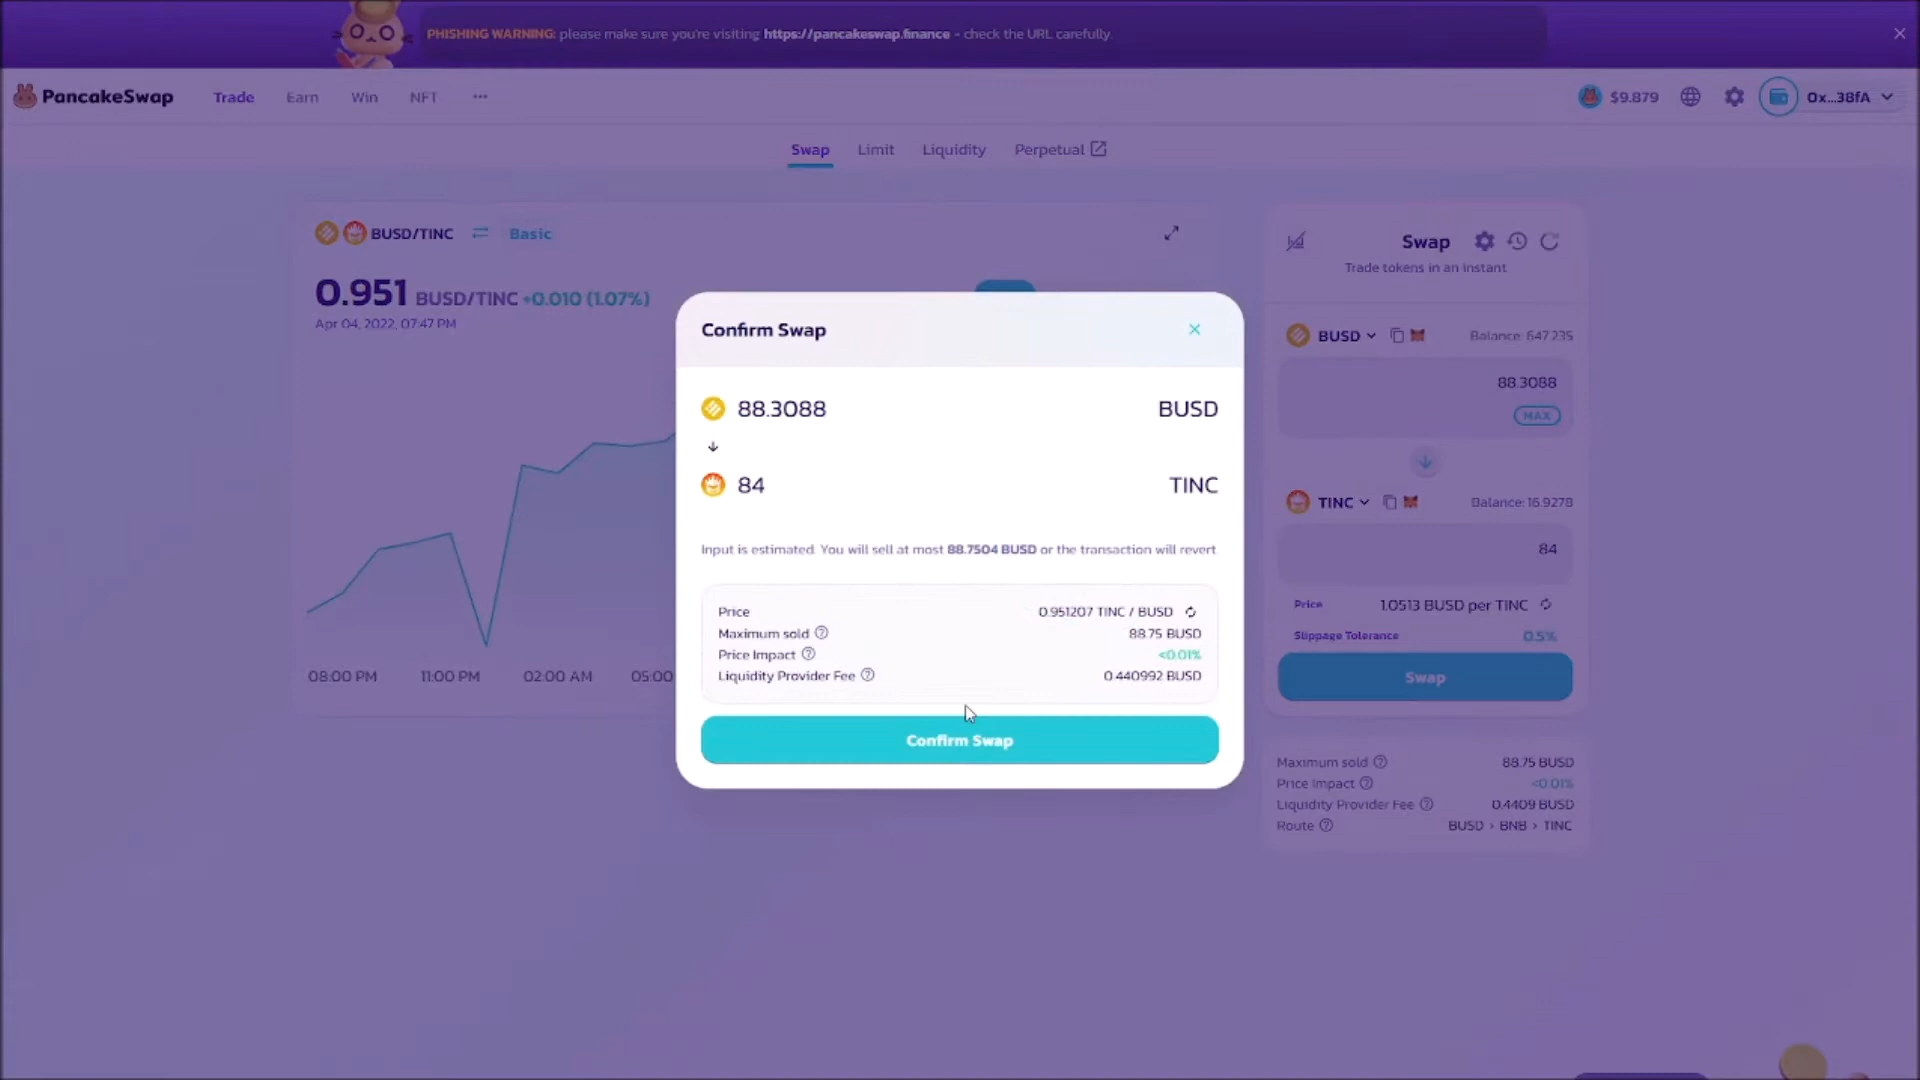 PHISHING WARNING: please make sure you're visiting https://pancakeswap.finance - check the URL carefully.
PancakeSwap
Trade
Earn
Win
NFT
$9.879
0x...38fA
Swap
Limit
Liquidity
Perpetual
BUSD/TINC
Basic
0.951 BUSD/TINC +0.010 (1.07%)
Apr 04, 2022, 07:47 PM
08:00 PM
11:00 PM
02:00 AM
05:00
Confirm Swap
88.3088
BUSD
84
TINC
Input is estimated. You will sell at most 88.7504 BUSD or the transaction will revert.
Price
0.951207 TINC / BUSD
Maximum sold
88.75 BUSD
Price Impact
<0.01%
Liquidity Provider Fee
0.440992 BUSD
Confirm Swap
Swap
Trade tokens in an instant
BUSD
Balance: 647.235
88.3088
MAX
TINC
Balance: 16.9278
84
Price
1.0513 BUSD per TINC
Slippage Tolerance
0.5%
Swap
Maximum sold
88.75 BUSD
Price Impact
<0.01%
Liquidity Provider Fee
0.4409 BUSD
Route
BUSD > BNB > TINC